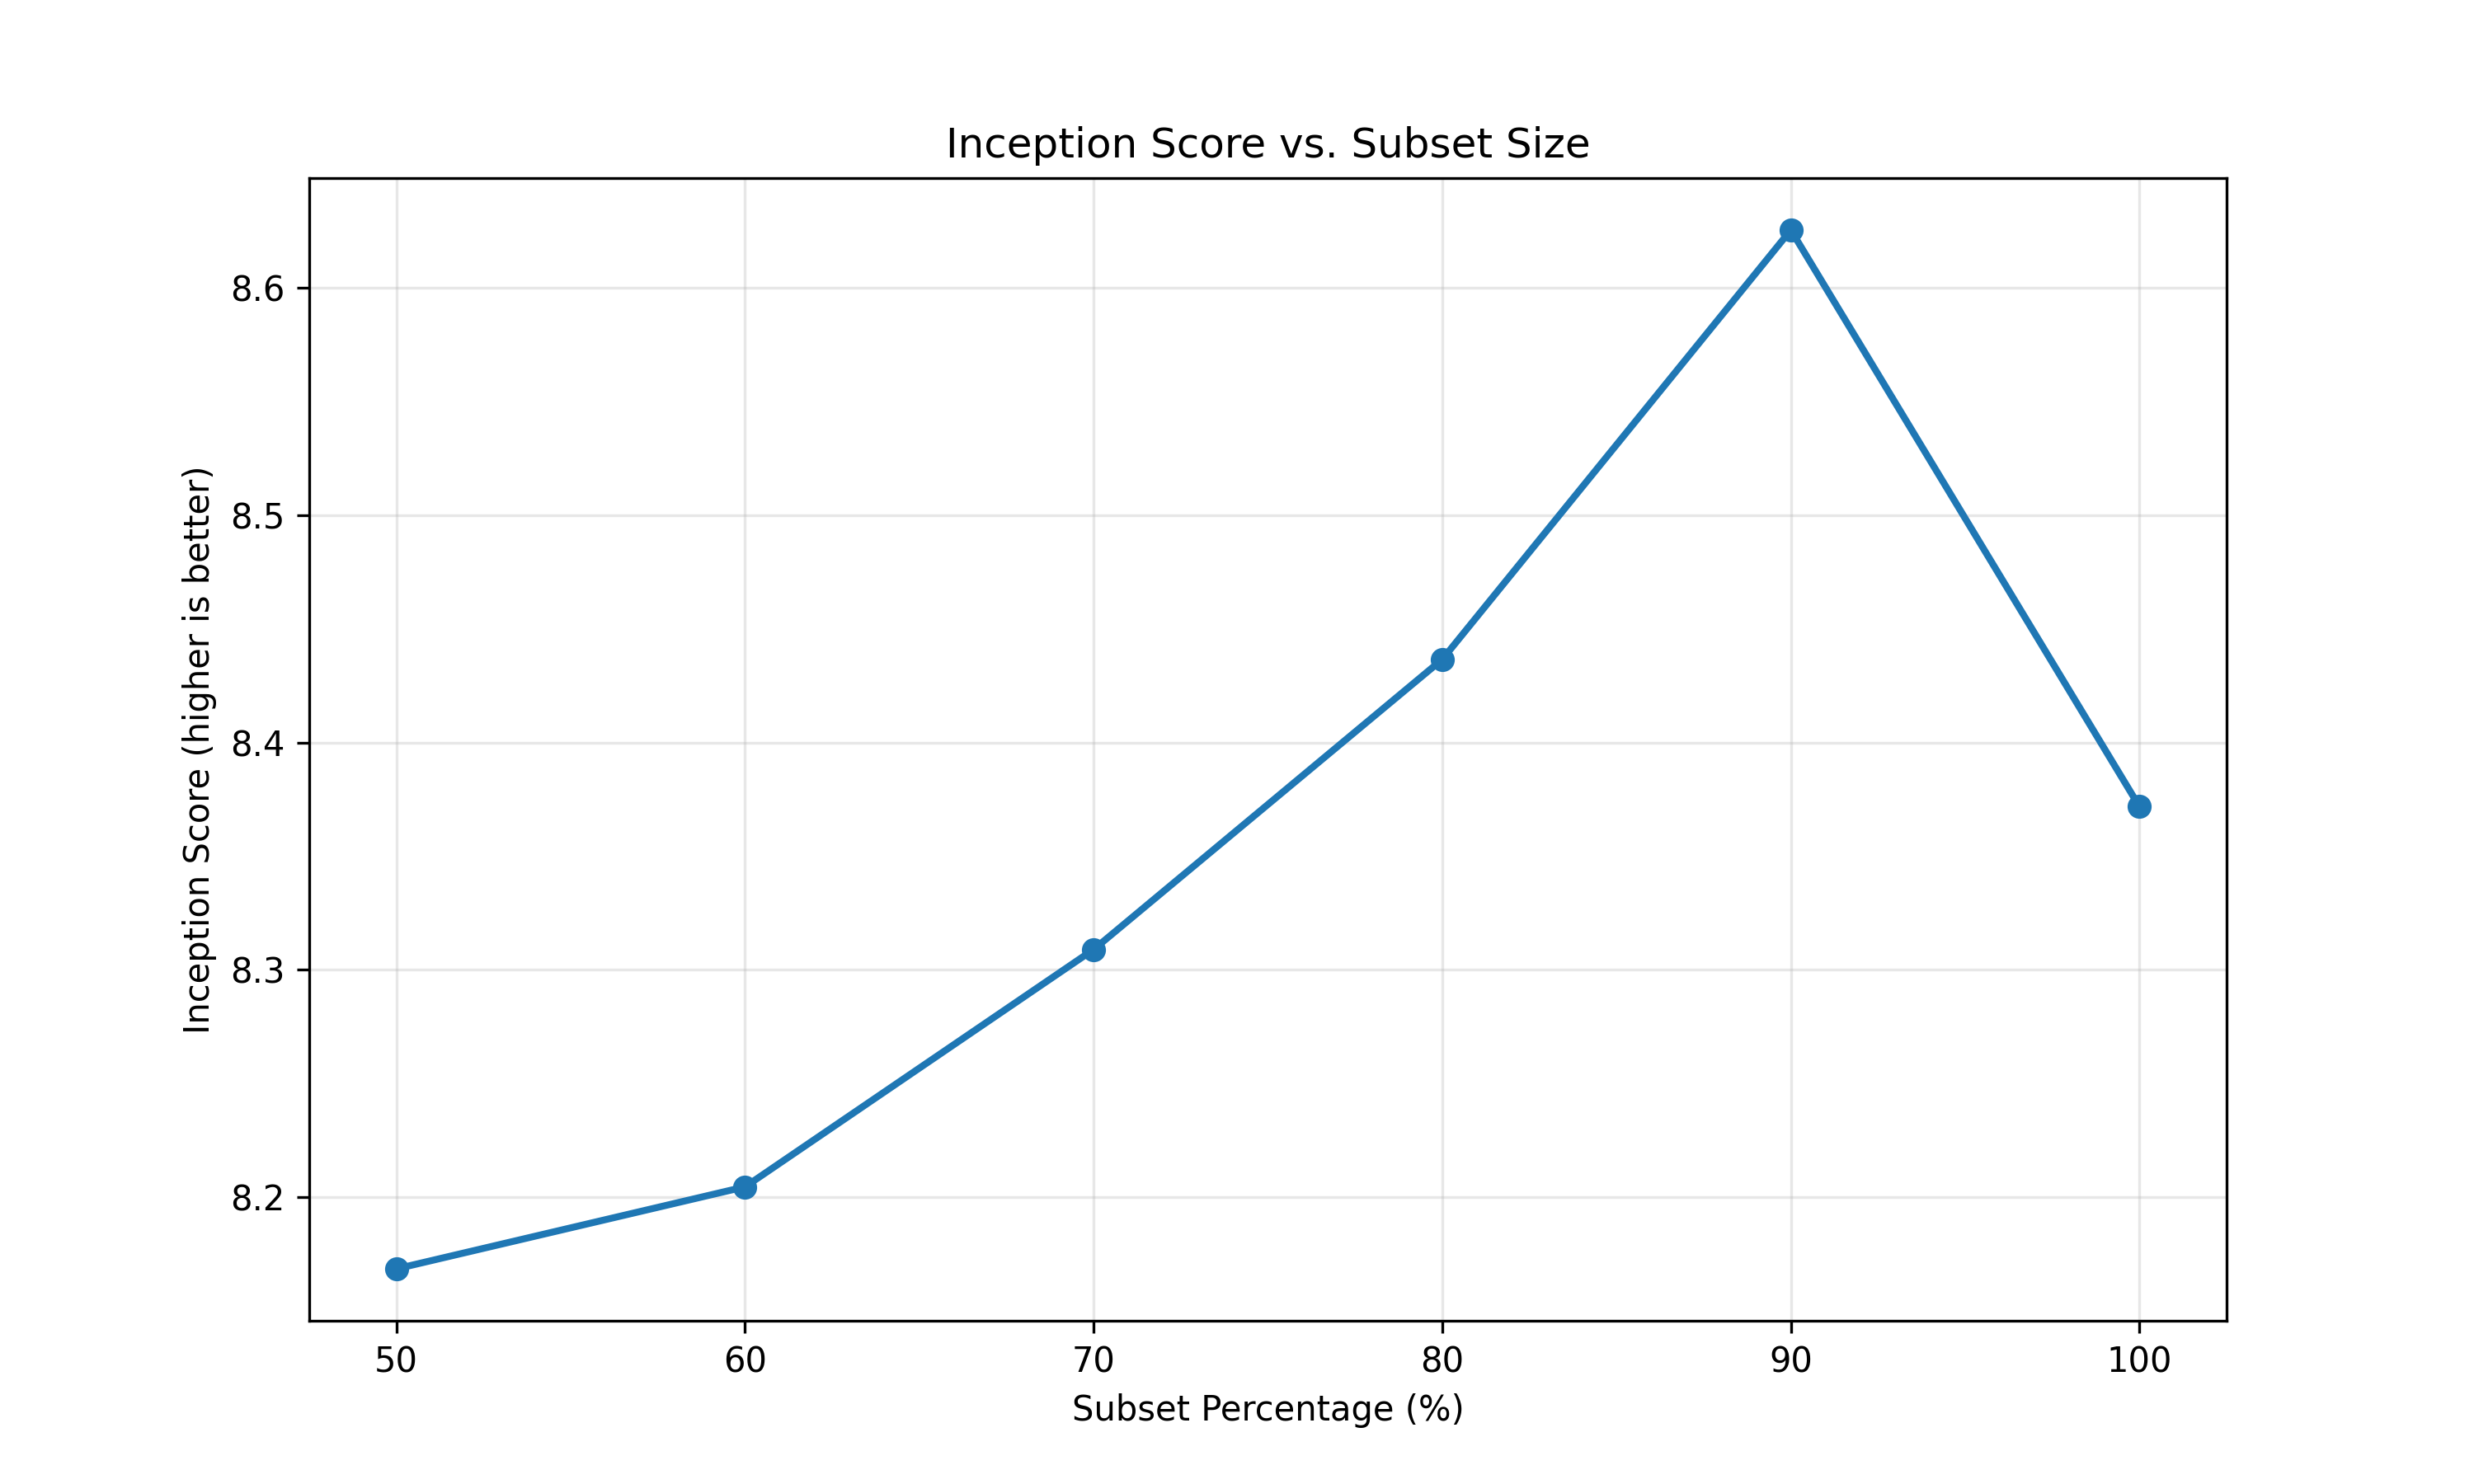 Inception Score vs. Subset Size
Inception Score (higher is better)
8.6
8.5
8.4
8.3
8.2
50 60 70 80 90 100
Subset Percentage (%)